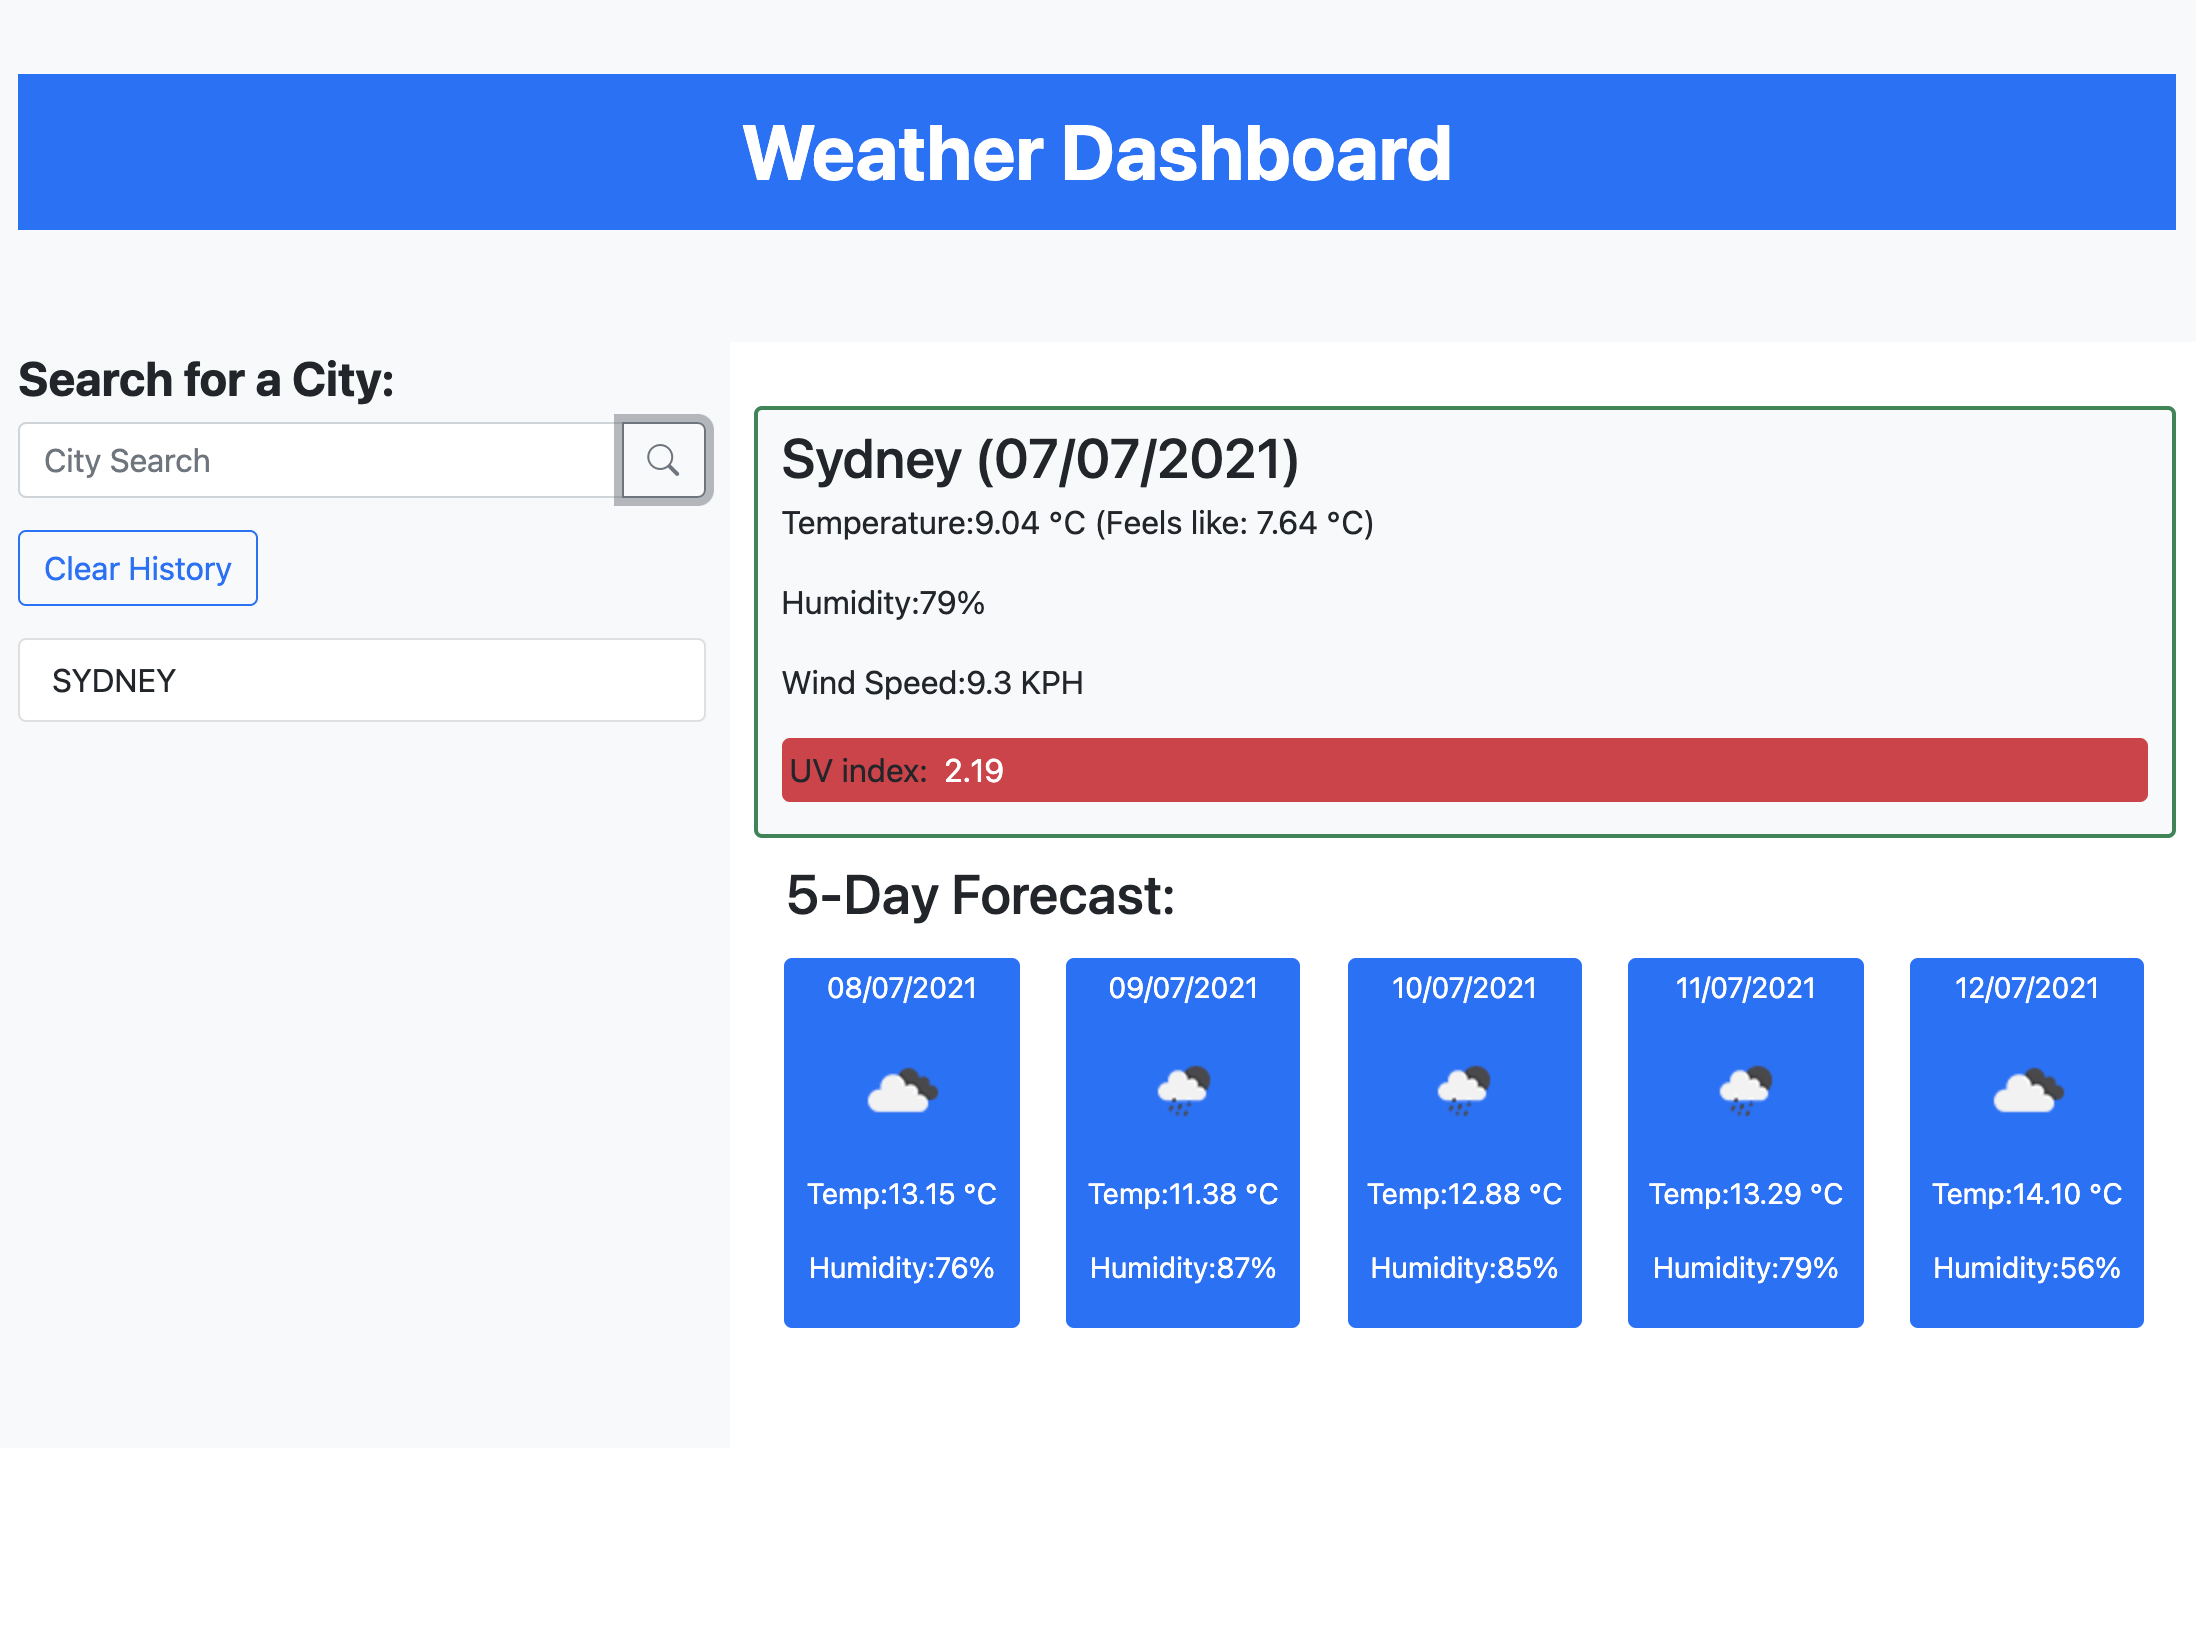 Weather Dashboard
Search for a City:
City Search
Clear History
SYDNEY
Sydney (07/07/2021)
Temperature:9.04 °C (Feels like: 7.64 °C)
Humidity:79%
Wind Speed:9.3 KPH
UV index: 2.19
5-Day Forecast:
08/07/2021
Temp:13.15 °C
Humidity:76%
09/07/2021
Temp:11.38 °C
Humidity:87%
10/07/2021
Temp:12.88 °C
Humidity:85%
11/07/2021
Temp:13.29 °C
Humidity:79%
12/07/2021
Temp:14.10 °C
Humidity:56%